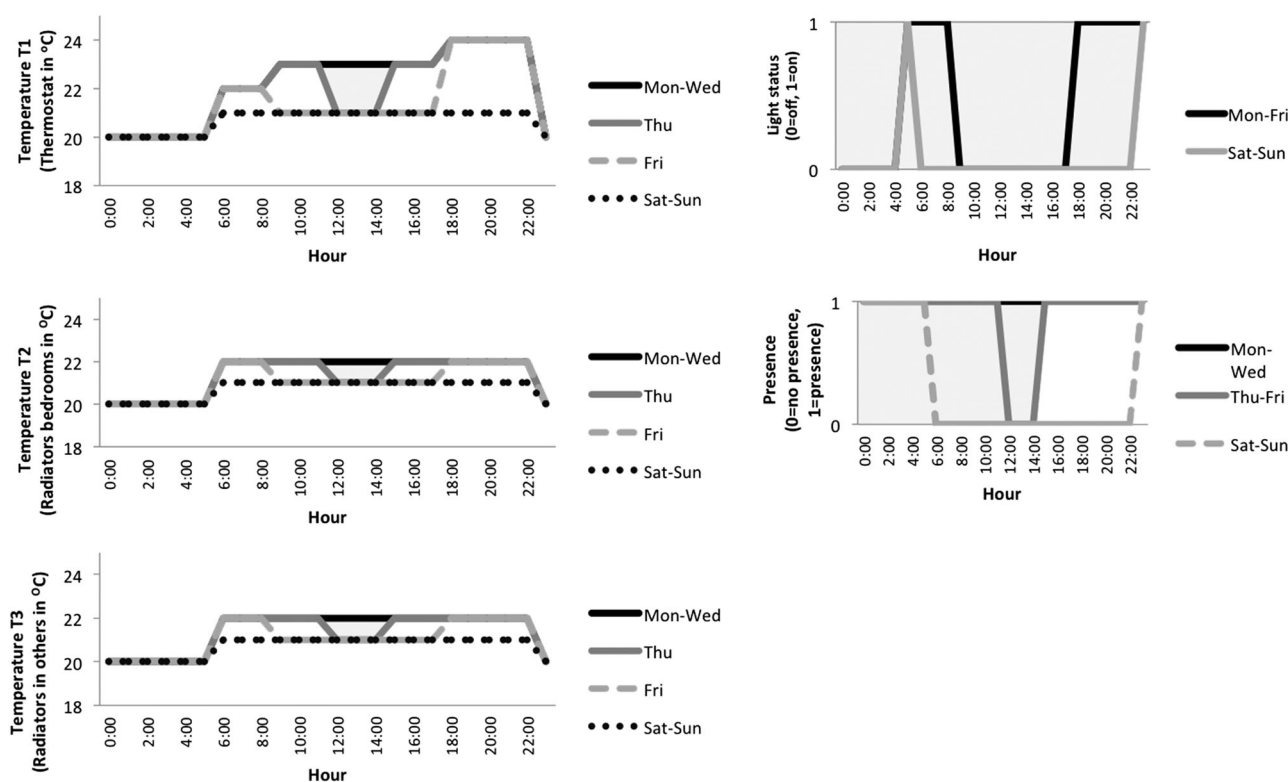 Temperature T1
(Thermostat in °C)
24
22
20
18
0:00
2:00
4:00
6:00
8:00
10:00
12:00
14:00
16:00
18:00
20:00
22:00
Hour
Mon-Wed
Thu
Fri
Sat-Sun
Light status
(0=off, 1=on)
1
0
0:00
2:00
4:00
6:00
8:00
10:00
12:00
14:00
16:00
18:00
20:00
22:00
Hour
Mon-Fri
Sat-Sun
Temperature T2
(Radiators bedrooms in °C)
24
22
20
18
0:00
2:00
4:00
6:00
8:00
10:00
12:00
14:00
16:00
18:00
20:00
22:00
Hour
Mon-Wed
Thu
Fri
Sat-Sun
Presence
(0=no presence,
1=presence)
1
0
0:00
2:00
4:00
6:00
8:00
10:00
12:00
14:00
16:00
18:00
20:00
22:00
Hour
Mon-
Wed
Thu-Fri
Sat-Sun
Temperature T3
(Radiators in others in °C)
24
22
20
18
0:00
2:00
4:00
6:00
8:00
10:00
12:00
14:00
16:00
18:00
20:00
22:00
Hour
Mon-Wed
Thu
Fri
Sat-Sun